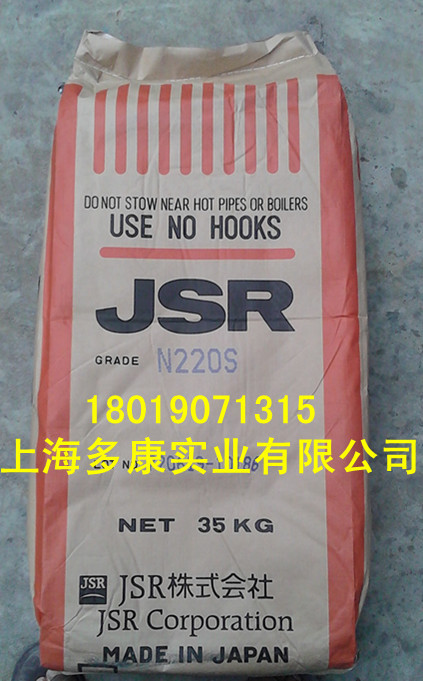 DO NOT STOW NEAR HOT PIPES OR BOILERS
USE NO HOOKS
JSR
GRADE N220S
18019071315
上海多康实业有限公司
NET 35 KG
JSR JSR株式会社
JSR Corporation
MADE IN JAPAN